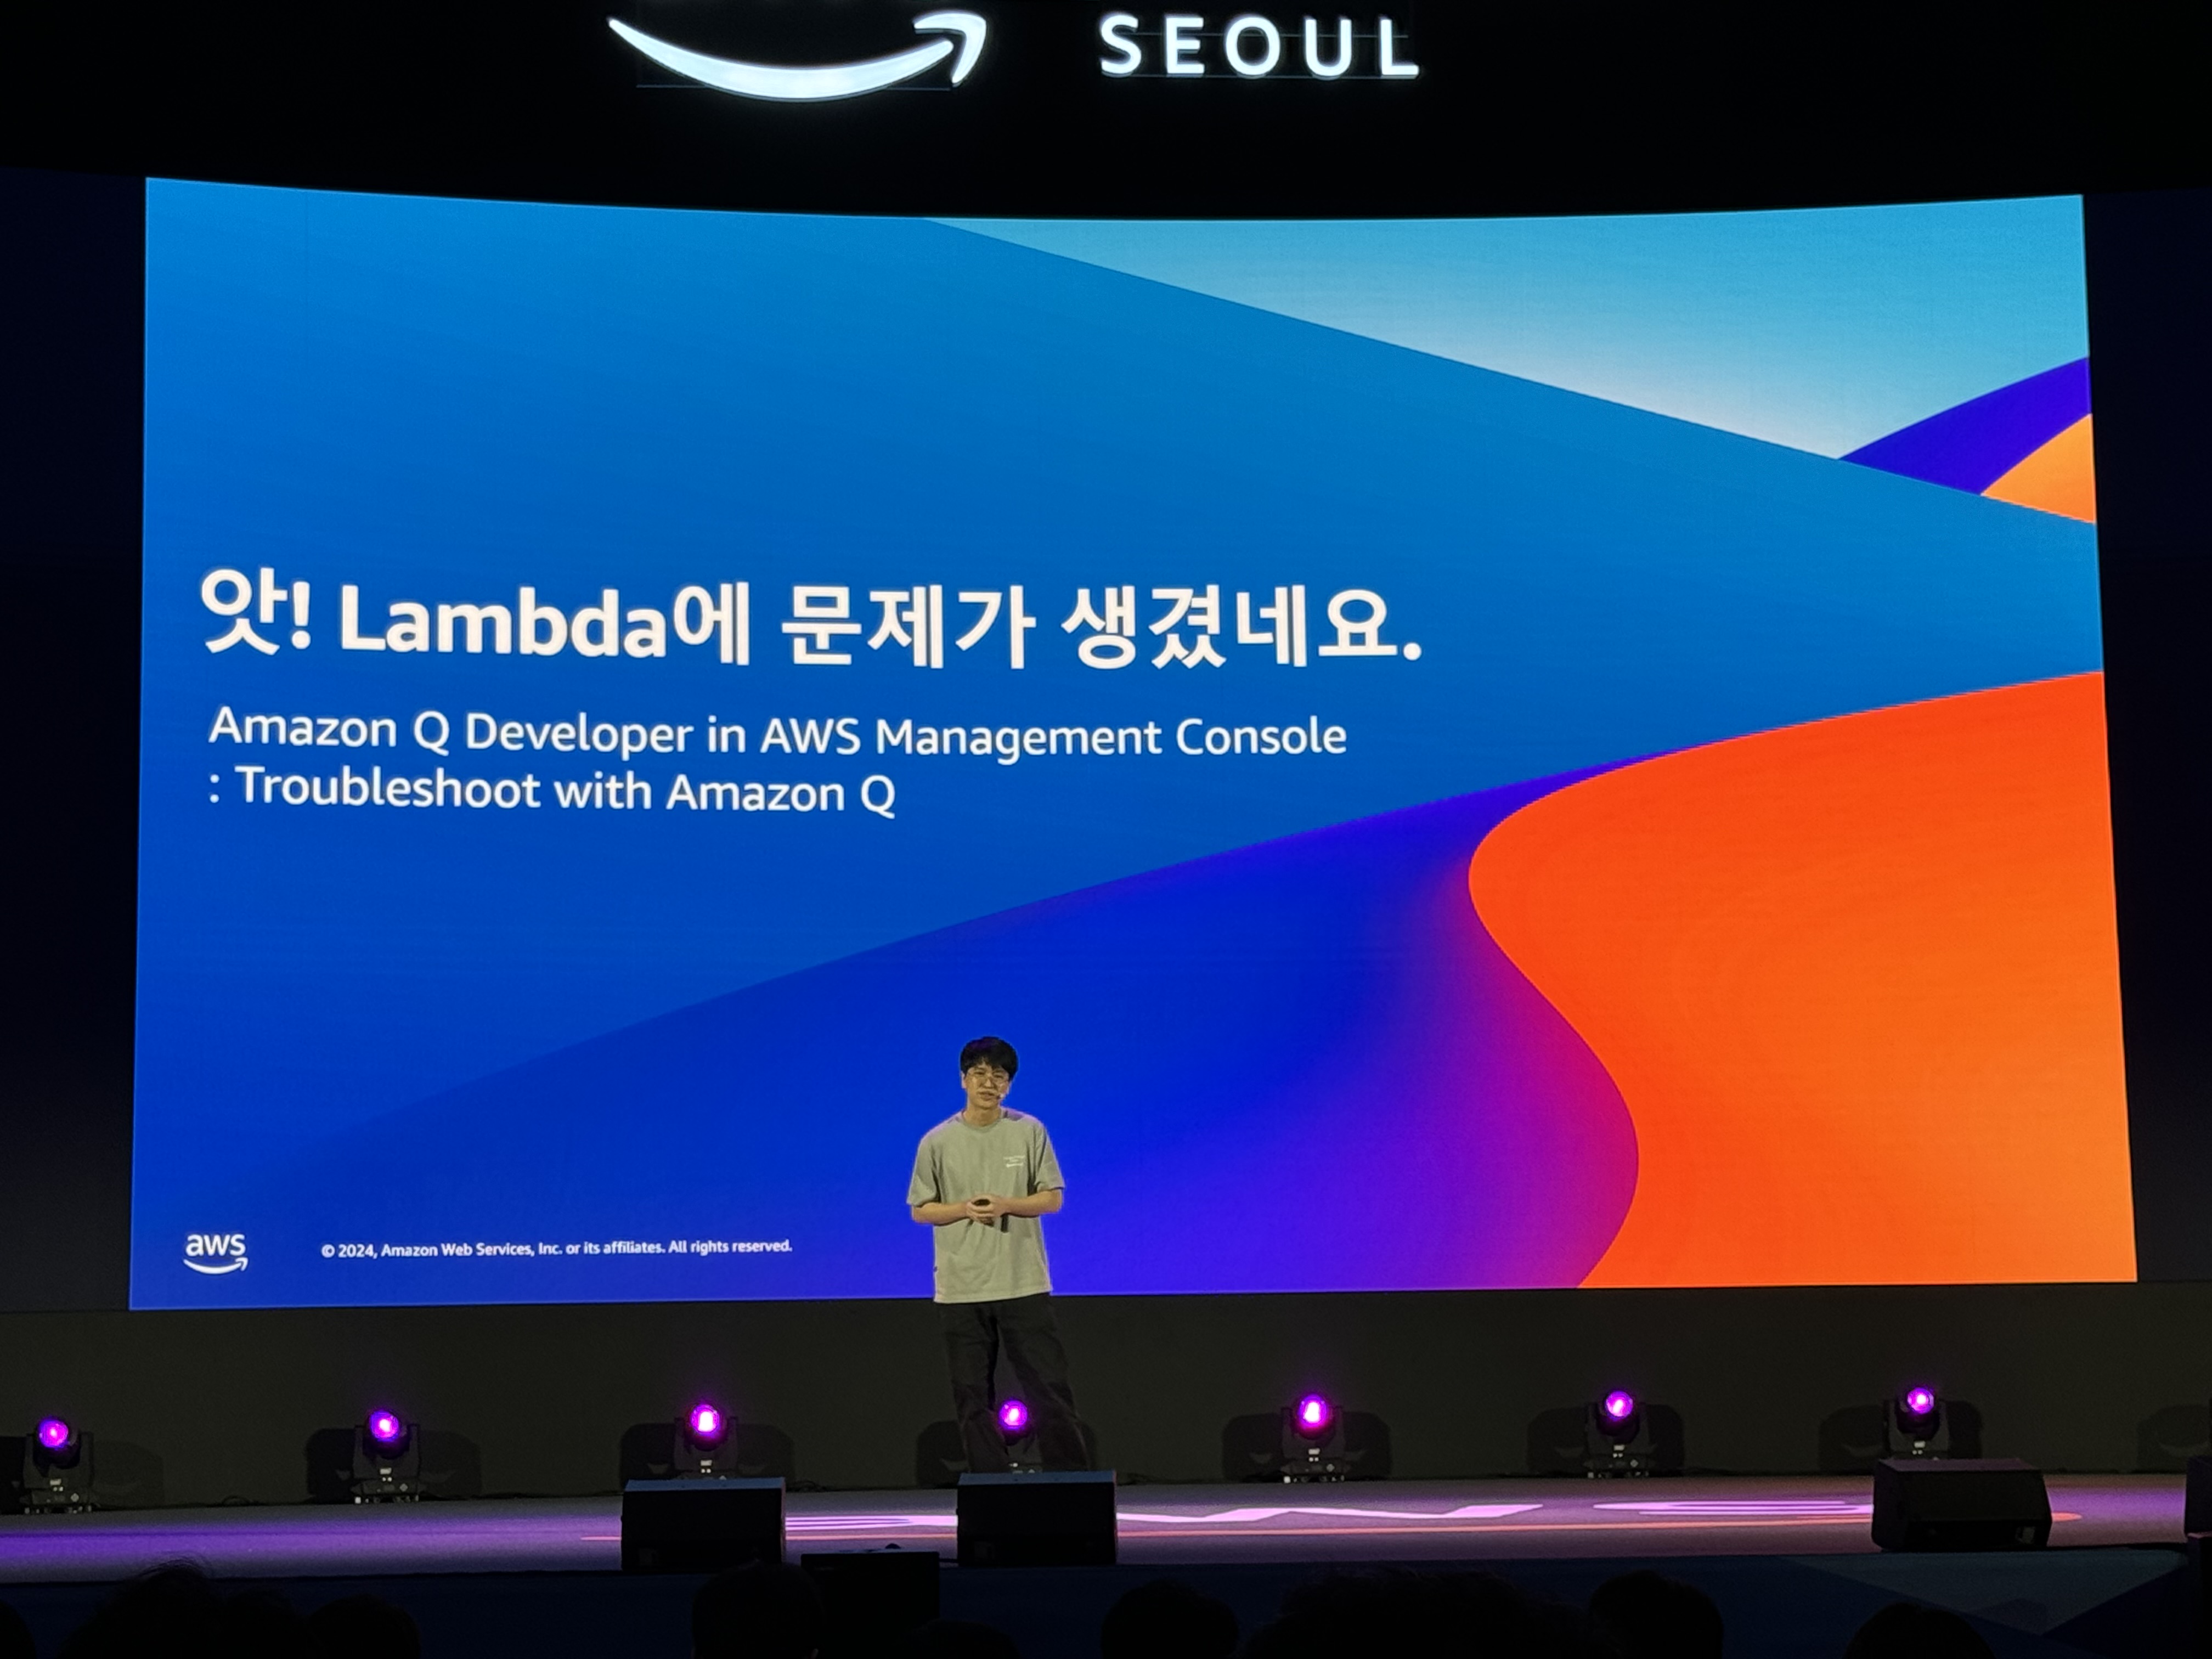 SEOUL
앗! Lambda에 문제가 생겼네요.
Amazon Q Developer in AWS Management Console
: Troubleshoot with Amazon Q
aws
© 2024, Amazon Web Services, Inc. or its affiliates. All rights reserved.